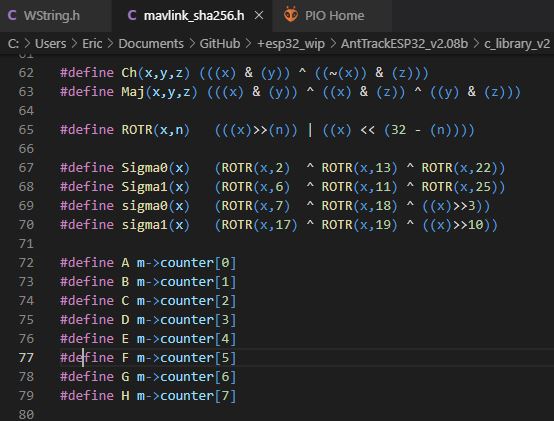 WString.h
C mavlink_sha256.h ×
PIO Home
C: > Users > Eric > Documents > GitHub > +esp32_wip > AntTrackESP32_v2.08b > c_library_v2
61
62 #define Ch(x,y,z) (((x) & (y)) ^ ((~(x)) & (z)))
63 #define Maj(x,y,z) (((x) & (y)) ^ ((x) & (z)) ^ ((y) & (z)))
64
65 #define ROTR(x,n) (((x)>>(n)) | ((x) << (32 - (n))))
66
67 #define Sigma0(x) (ROTR(x,2) ^ ROTR(x,13) ^ ROTR(x,22))
68 #define Sigma1(x) (ROTR(x,6) ^ ROTR(x,11) ^ ROTR(x,25))
69 #define sigma0(x) (ROTR(x,7) ^ ROTR(x,18) ^ ((x)>>3))
70 #define sigma1(x) (ROTR(x,17) ^ ROTR(x,19) ^ ((x)>>10))
71
72 #define A m->counter[0]
73 #define B m->counter[1]
74 #define C m->counter[2]
75 #define D m->counter[3]
76 #define E m->counter[4]
77 #define F m->counter[5]
78 #define G m->counter[6]
79 #define H m->counter[7]
80